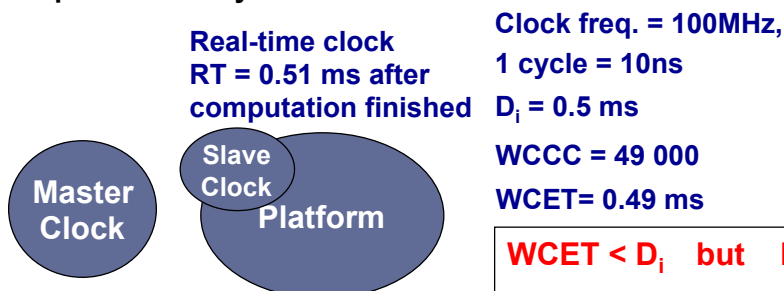 Real-time clock
RT = 0.51 ms after
computation finished
Clock freq. = 100MHz,
1 cycle = 10ns
Di = 0.5 ms
WCCC = 49 000
WCET= 0.49 ms
Master
Clock
Slave
Clock
Platform
WCET < Di but